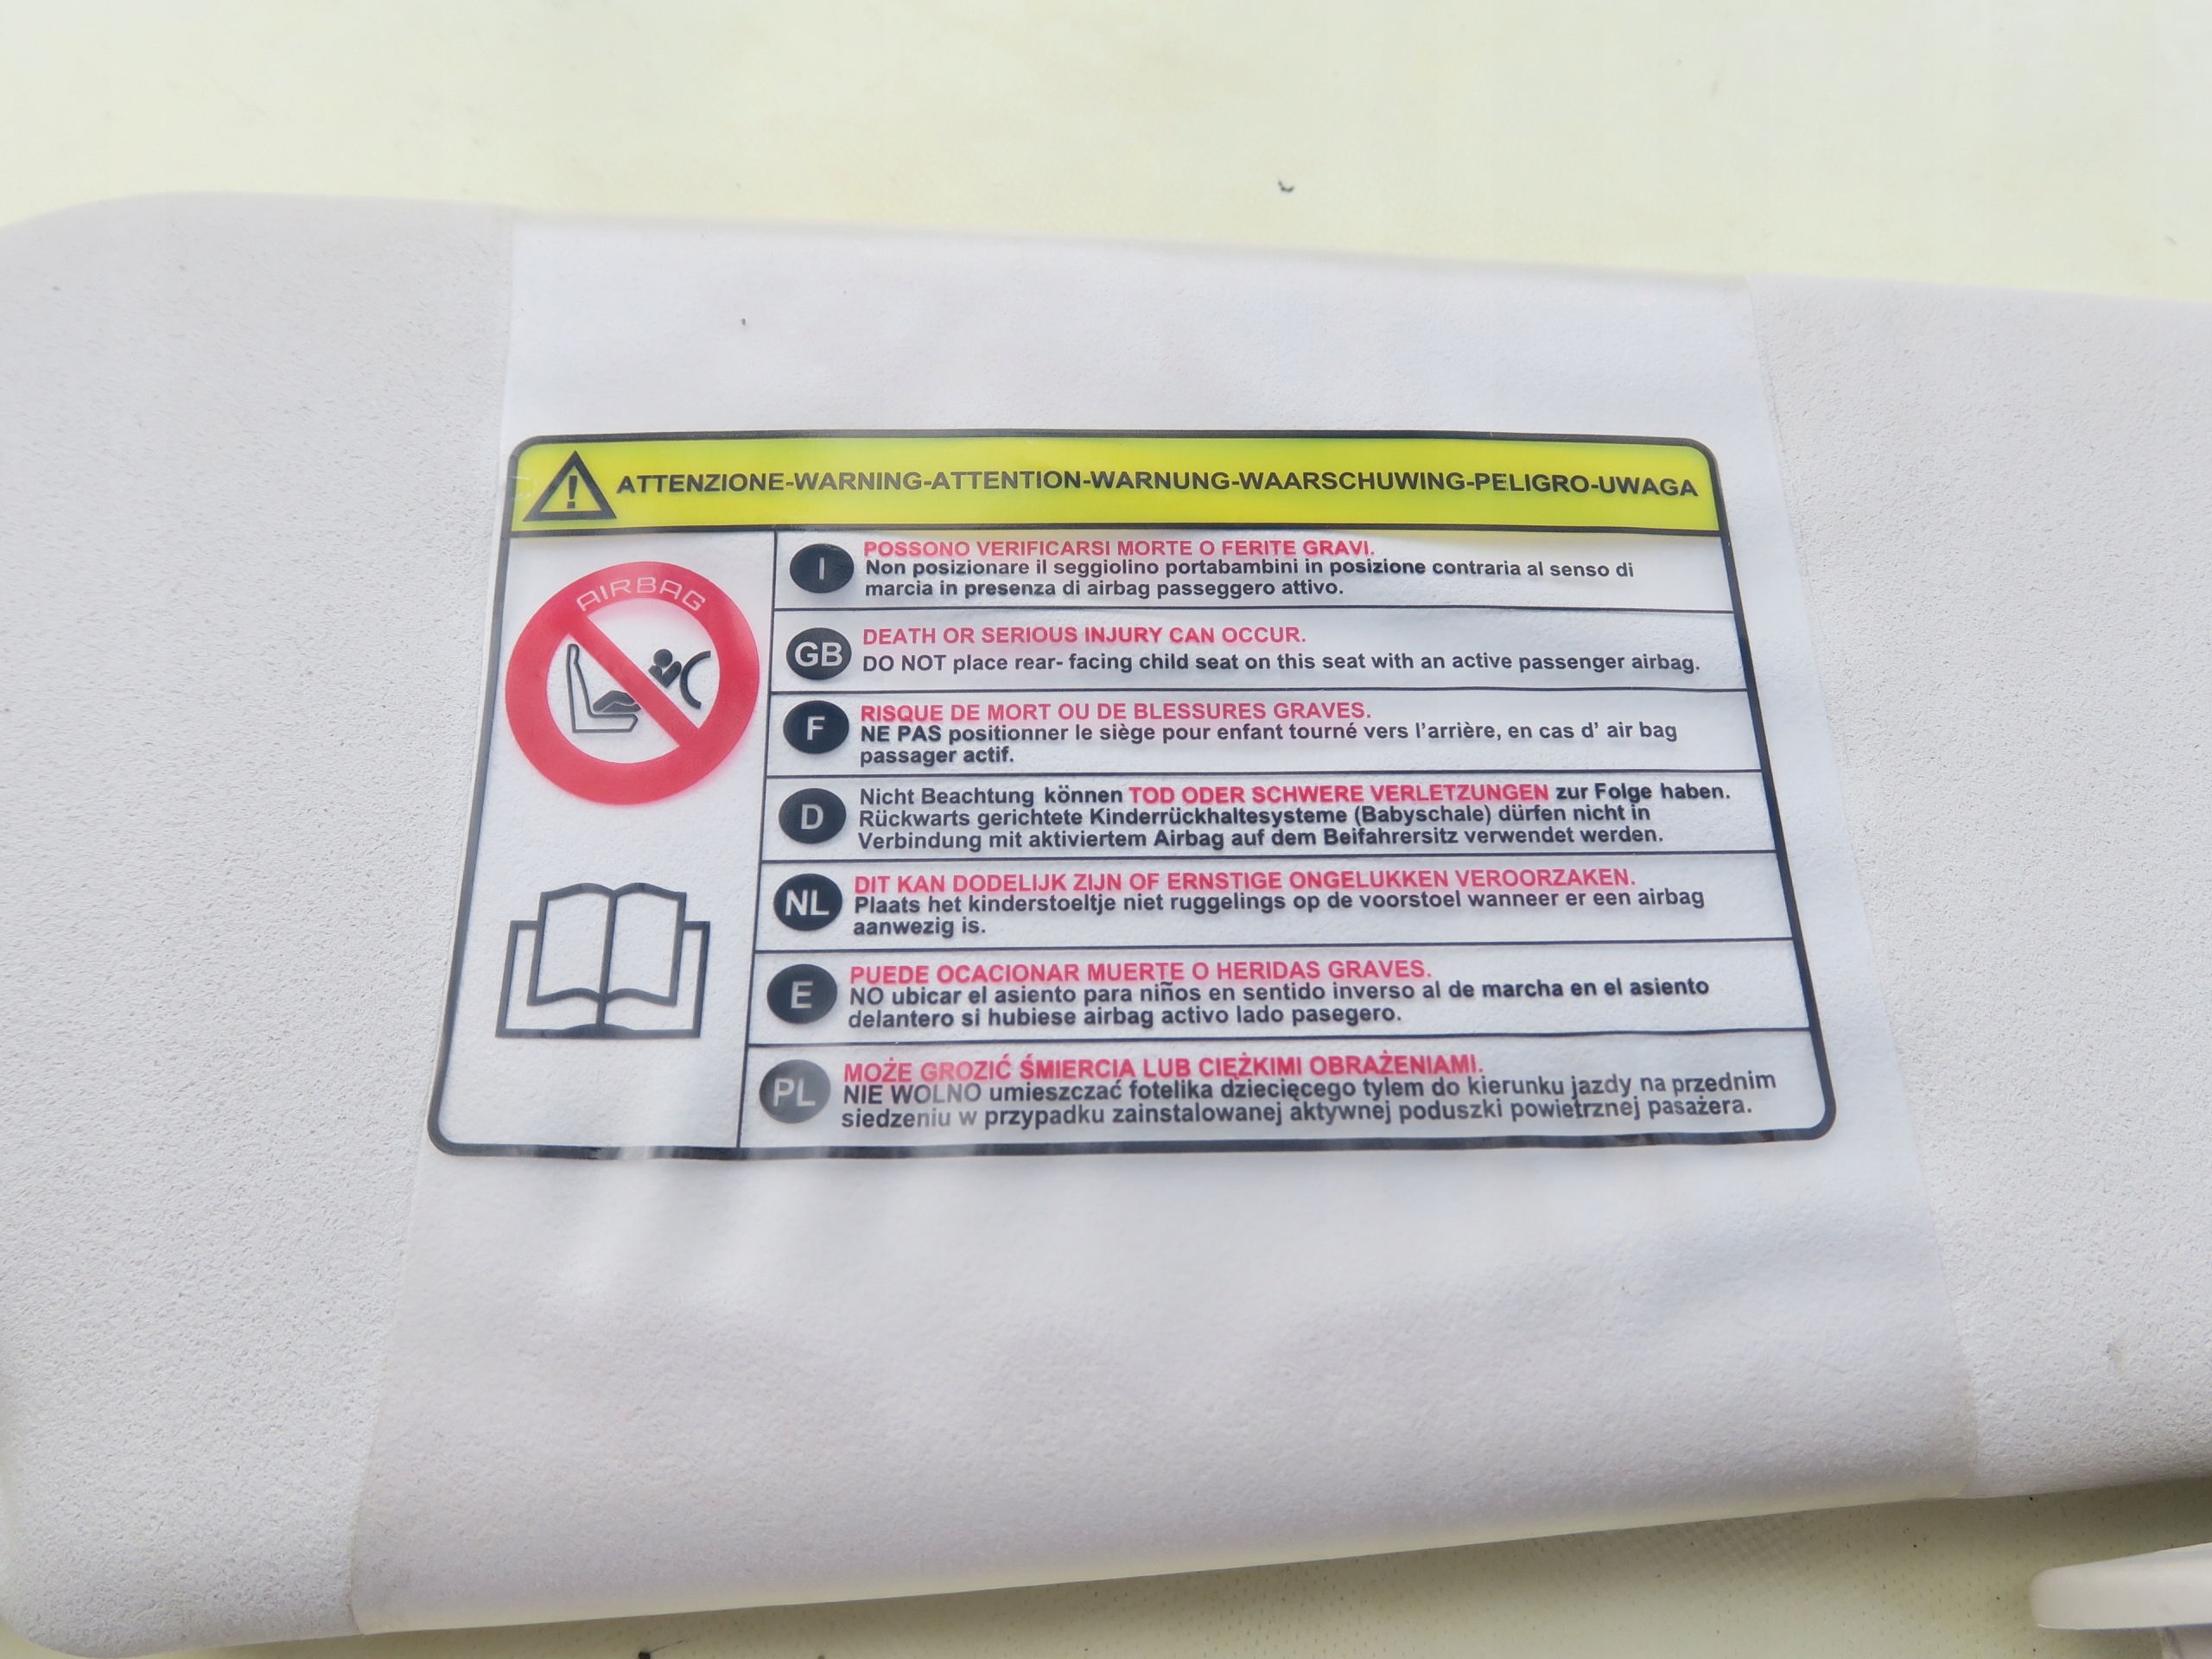 ATTENZIONE-WARNING-ATTENTION-WARNUNG-WAARSCHUWING-PELIGRO-UWAGA
AIRBAG
I
POSSONO VERIFICARSI MORTE O FERITE GRAVI.
Non posizionare il seggiolino portabambini in posizione contraria al senso di
marcia in presenza di airbag passeggero attivo.
GB
DEATH OR SERIOUS INJURY CAN OCCUR.
DO NOT place rear- facing child seat on this seat with an active passenger airbag.
F
RISQUE DE MORT OU DE BLESSURES GRAVES.
NE PAS positionner le siège pour enfant tourné vers l'arrière, en cas d' air bag
passager actif.
D
Nicht Beachtung können TOD ODER SCHWERE VERLETZUNGEN zur Folge haben.
Rückwarts gerichtete Kinderrückhaltesysteme (Babyschale) dürfen nicht in
Verbindung mit aktiviertem Airbag auf dem Beifahrersitz verwendet werden.
NL
DIT KAN DODELIJK ZIJN OF ERNSTIGE ONGELUKKEN VEROORZAKEN.
Plaats het kinderstoeltje niet ruggelings op de voorstoel wanneer er een airbag
aanwezig is.
E
PUEDE OCACIONAR MUERTE O HERIDAS GRAVES.
NO ubicar el asiento para niños en sentido inverso al de marcha en el asiento
delantero si hubiese airbag activo lado pasegero.
PL
MOŻE GROZIĆ ŚMIERCIA LUB CIĘŻKIMI OBRAŻENIAMI.
NIE WOLNO umieszczać fotelika dziecięcego tylem do kierunku jazdy na przednim
siedzeniu w przypadku zainstalowanej aktywnej poduszki powietrznej pasażera.